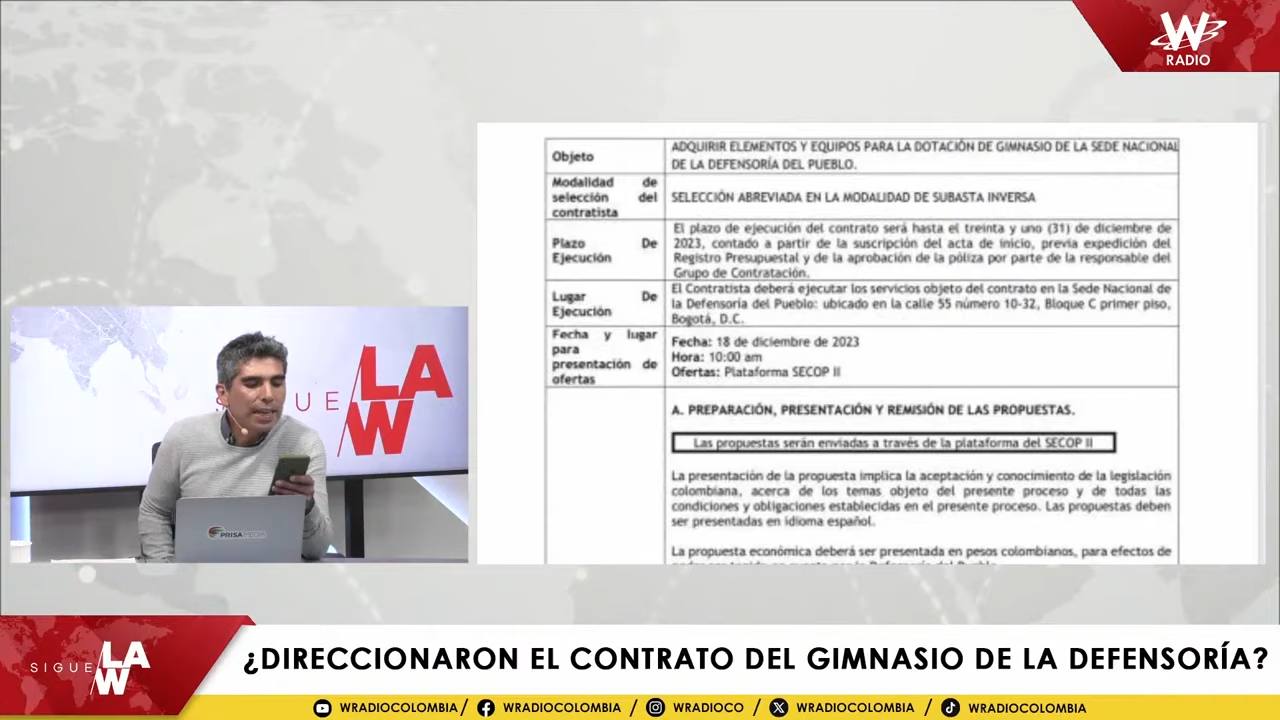 W
RADIO
Objeto
ADQUIRIR ELEMENTOS Y EQUIPOS PARA LA DOTACIÓN DE GIMNASIO DE LA SEDE NACIONAL
DE LA DEFENSORÍA DEL PUEBLO.
Modalidad de
selección del
contratista
SELECCIÓN ABREVIADA EN LA MODALIDAD DE SUBASTA INVERSA
Plazo De
Ejecución
El plazo de ejecución del contrato será hasta el treinta y uno (31) de diciembre de
2023, contado a partir de la suscripción del acta de inicio, previa expedición del
Registro Presupuestal y de la aprobación de la póliza por parte de la responsable del
Grupo de Contratación.
Lugar De
Ejecución
El Contratista deberá ejecutar los servicios objeto del contrato en la Sede Nacional de
la Defensoría del Pueblo: ubicado en la calle 55 número 10-32, Bloque C primer piso,
Bogotá, D.C.
Fecha y lugar
para
presentación de
ofertas
Fecha: 18 de diciembre de 2023
Hora: 10:00 am
Ofertas: Plataforma SECOP II
A. PREPARACIÓN, PRESENTACIÓN Y REMISIÓN DE LAS PROPUESTAS.
Las propuestas serán enviadas a través de la plataforma del SECOP II
La presentación de la propuesta implica la aceptación y conocimiento de la legislación
colombiana, acerca de los temas objeto del presente proceso y de todas las
condiciones y obligaciones establecidas en el presente proceso. Las propuestas deben
ser presentadas en idioma español.
La propuesta económica deberá ser presentada en pesos colombianos, para efectos de
LA
W
PRISA MEDIA
SIGUE LA
W
¿DIRECCIONARON EL CONTRATO DEL GIMNASIO DE LA DEFENSORÍA?
WRADIOCOLOMBIA / WRADIOCOLOMBIA / WRADIOCO / WRADIOCOLOMBIA / WRADIOCOLOMBIA